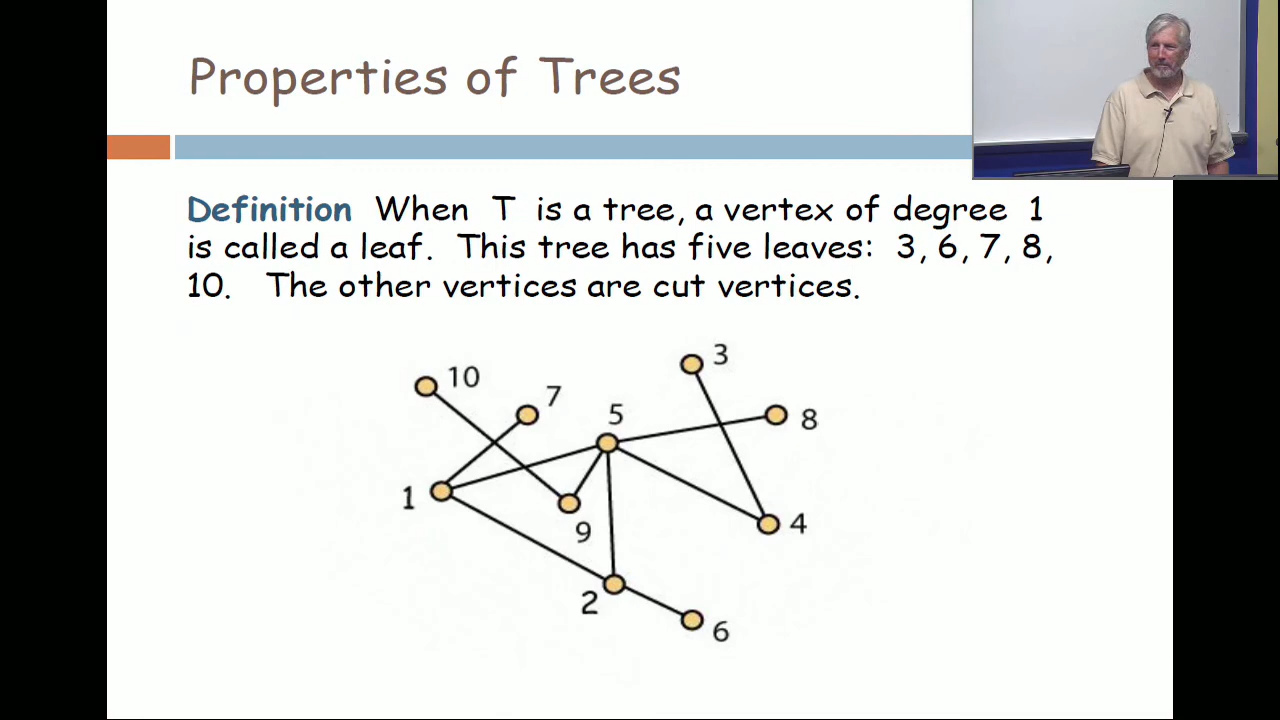 Properties of Trees
Definition When T is a tree, a vertex of degree 1
is called a leaf. This tree has five leaves: 3, 6, 7, 8,
10. The other vertices are cut vertices.
3
10
7
5
8
1
9
4
2
6